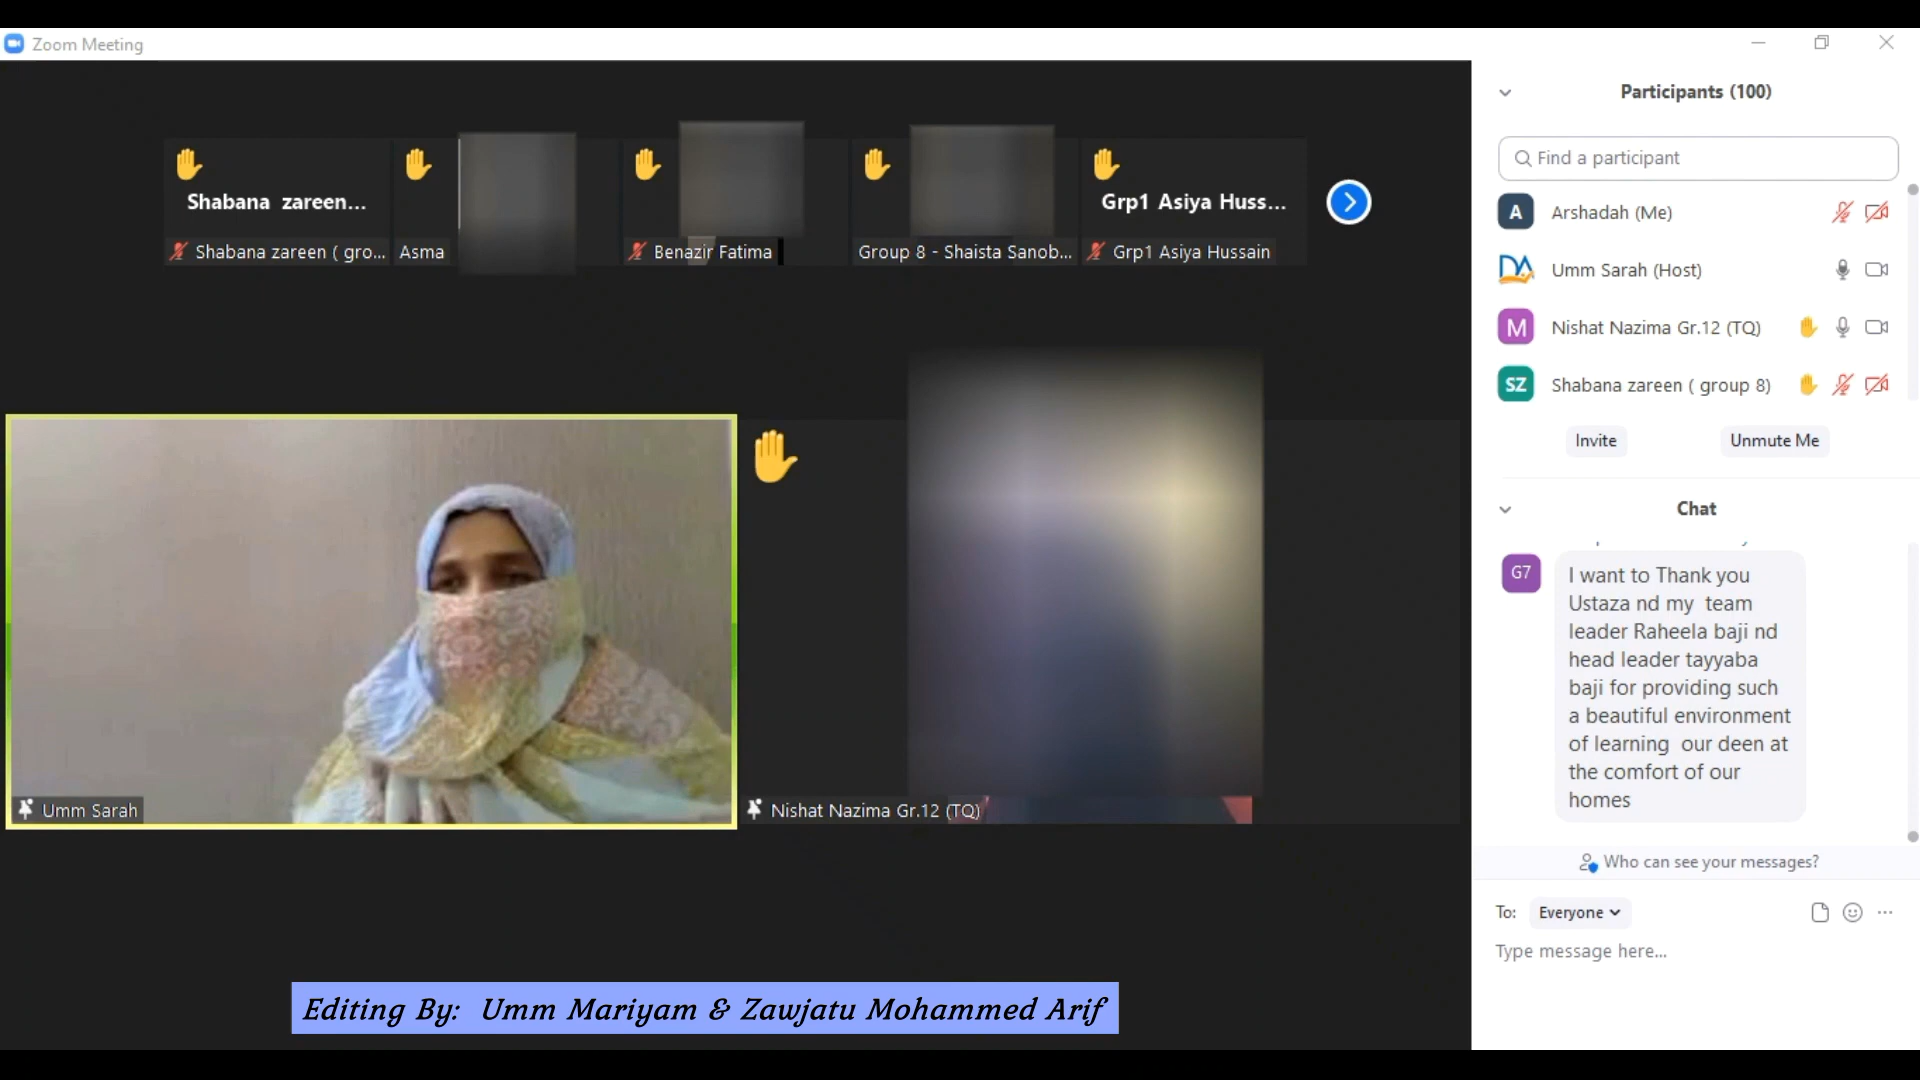 Zoom Meeting
Shabana zareen...
Shabana zareen ( gro...
Asma
Benazir Fatima
Group 8 - Shaista Sanob...
Grp1 Asiya Huss...
Grp1 Asiya Hussain
Umm Sarah
Nishat Nazima Gr.12 (TQ)
Editing By: Umm Mariyam & Zawjatu Mohammed Arif
Participants (100)
Find a participant
A
Arshadah (Me)
DA
Umm Sarah (Host)
M
Nishat Nazima Gr.12 (TQ)
SZ
Shabana zareen ( group 8)
Invite
Unmute Me
Chat
G7
I want to Thank you
Ustaza nd my team
leader Raheela baji nd
head leader tayyaba
baji for providing such
a beautiful environment
of learning our deen at
the comfort of our
homes
Who can see your messages?
To: Everyone
Type message here...